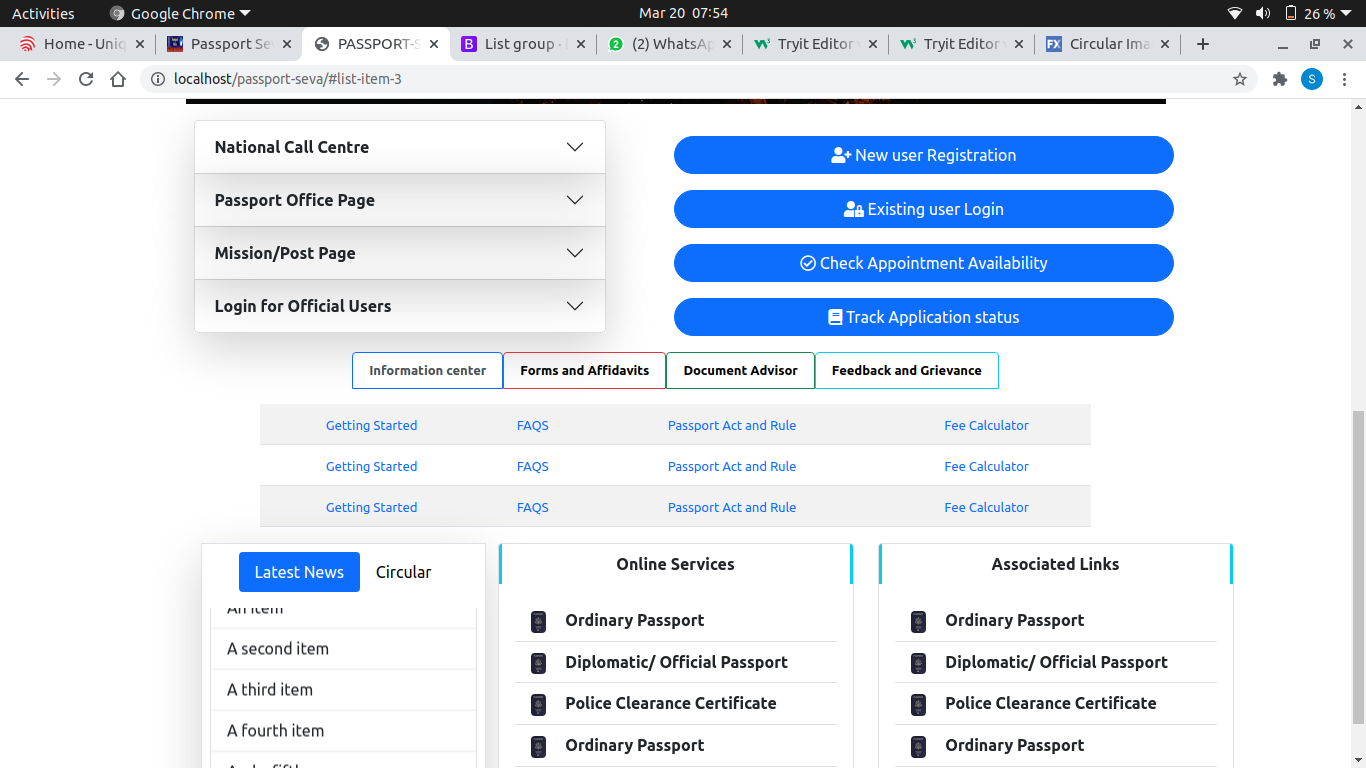 Activities Google Chrome Mar 20 07:54 26 %
Home - Uniq Passport Sev PASSPORT-S List group · (2) WhatsAp Tryit Editor Tryit Editor Circular Ima
localhost/passport-seva/#list-item-3 S
National Call Centre
Passport Office Page
Mission/Post Page
Login for Official Users
New user Registration
Existing user Login
Check Appointment Availability
Track Application status
Information center Forms and Affidavits Document Advisor Feedback and Grievance
Getting Started FAQS Passport Act and Rule Fee Calculator
Getting Started FAQS Passport Act and Rule Fee Calculator
Getting Started FAQS Passport Act and Rule Fee Calculator
Latest News Circular
An item
A second item
A third item
A fourth item
Online Services
Ordinary Passport
Diplomatic/ Official Passport
Police Clearance Certificate
Ordinary Passport
Associated Links
Ordinary Passport
Diplomatic/ Official Passport
Police Clearance Certificate
Ordinary Passport